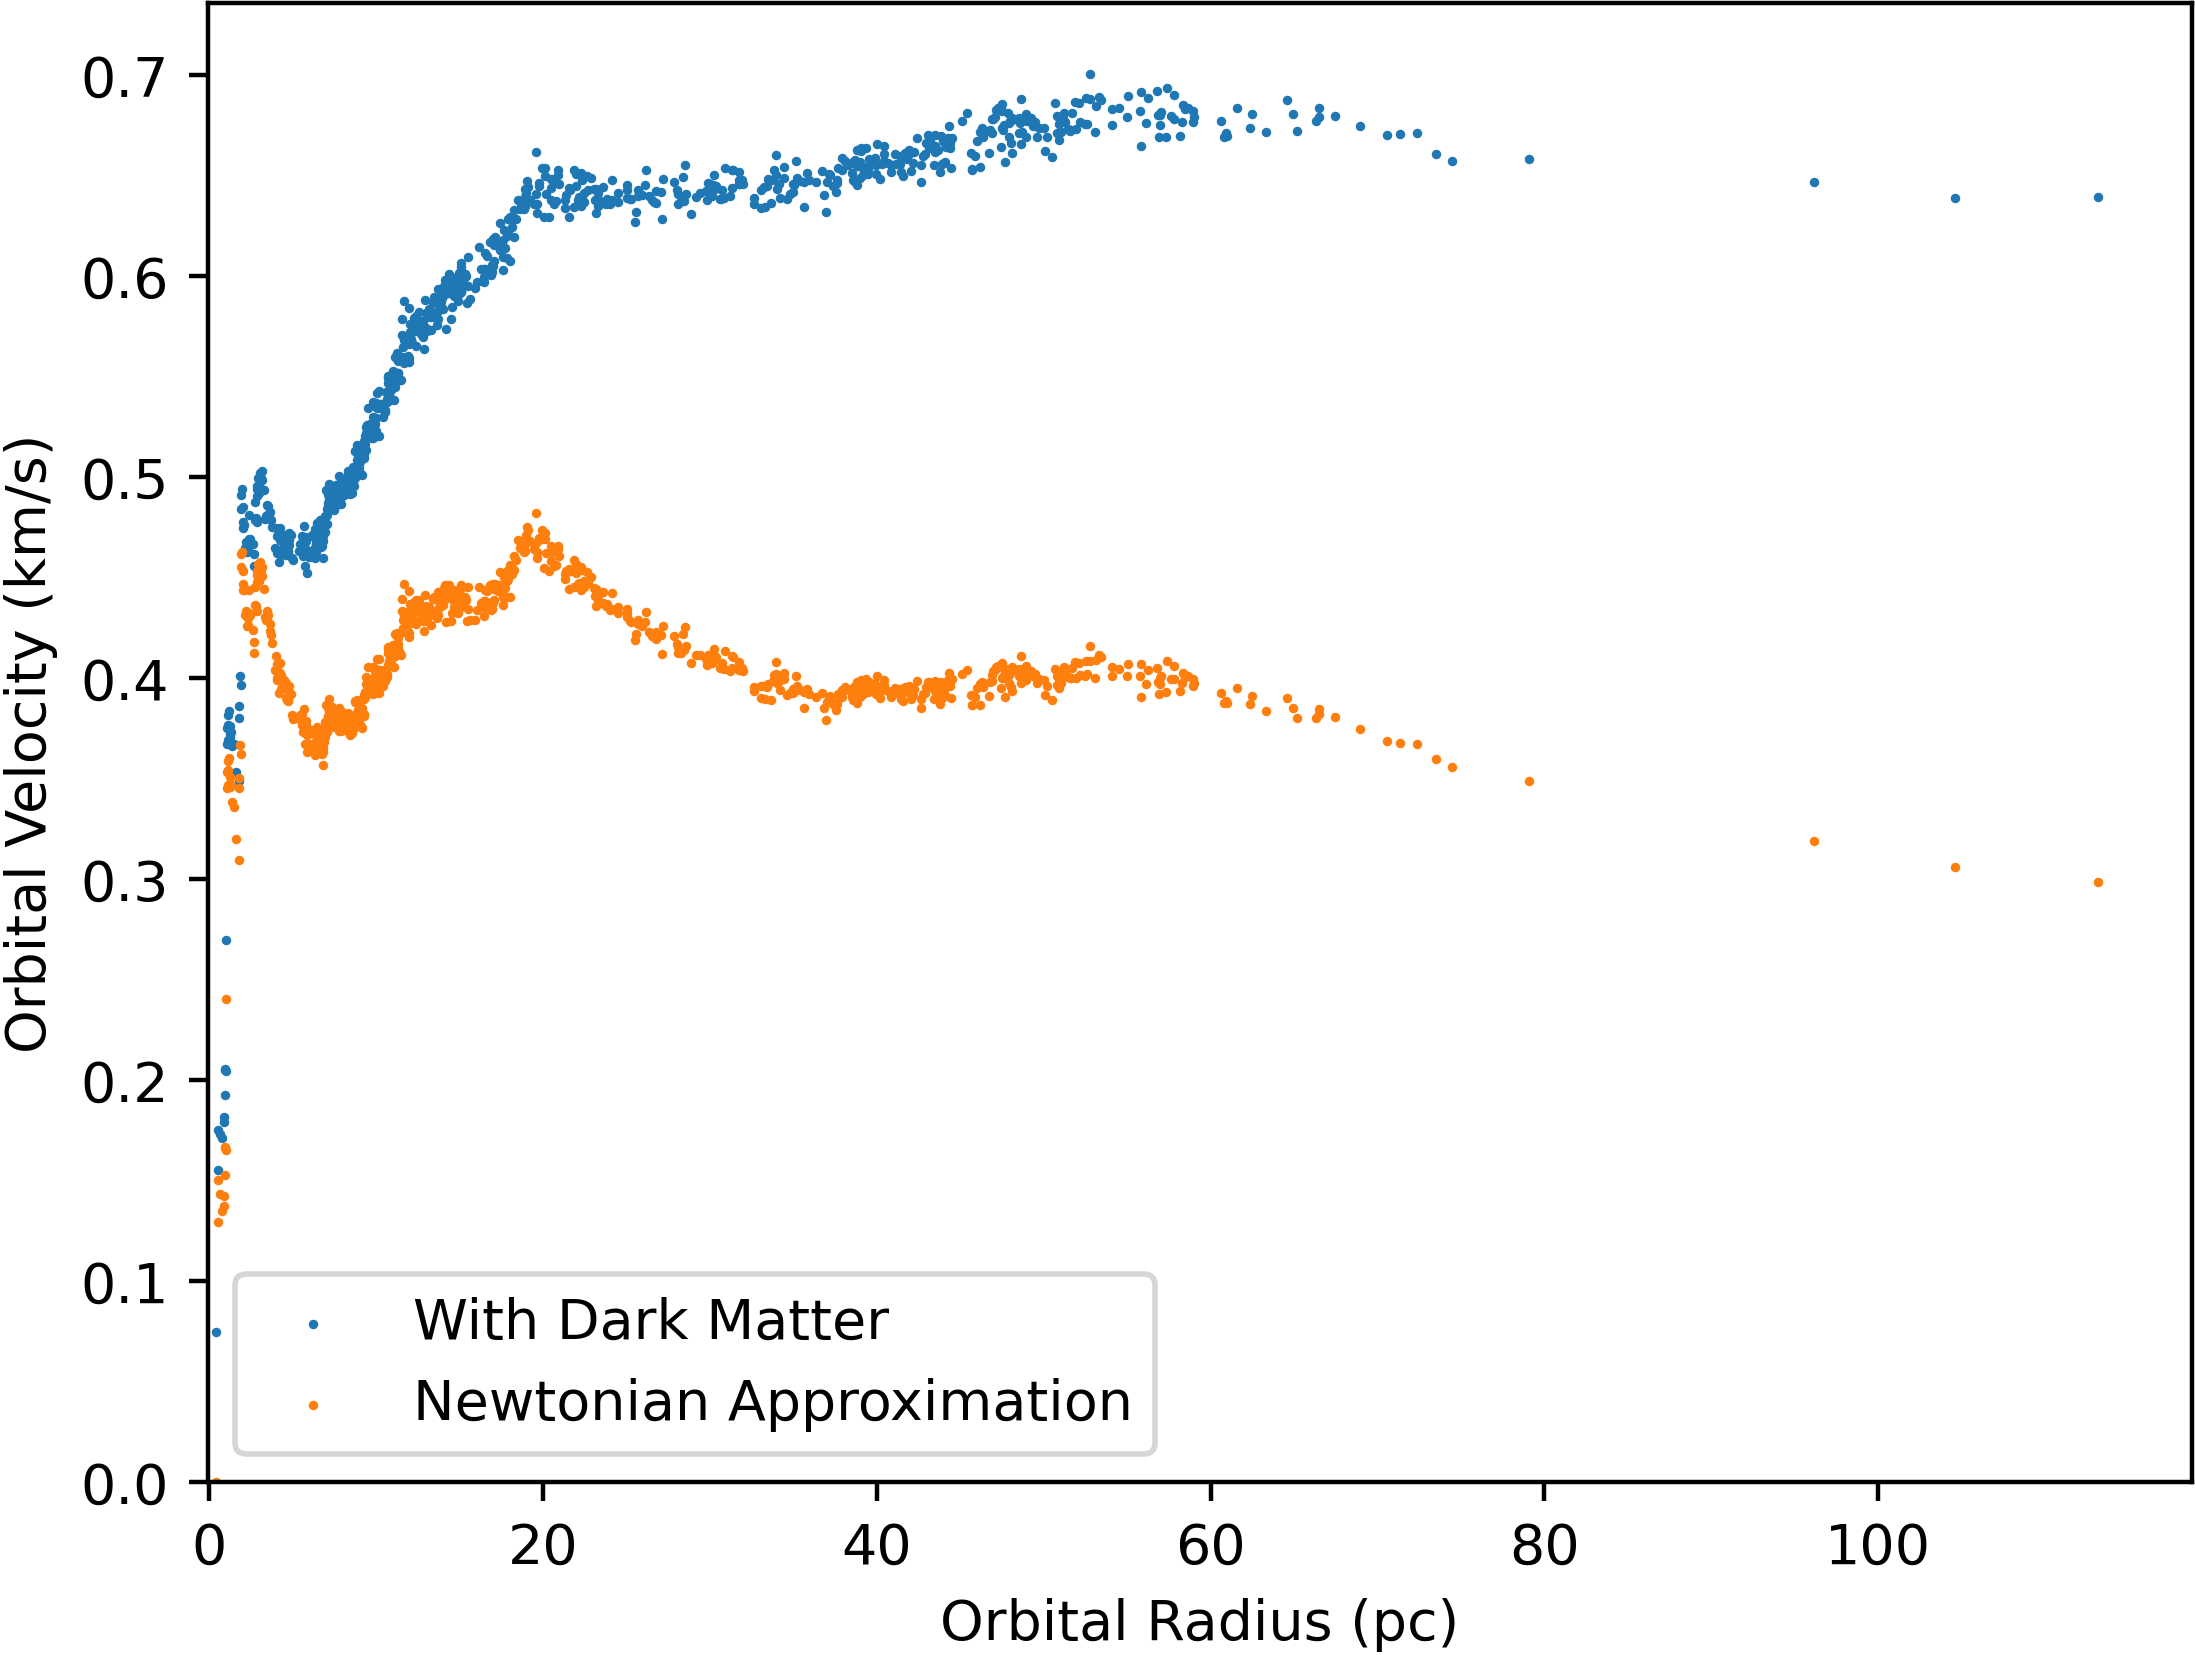 0.7
0.6
0.5
0.4
0.3
0.2
0.1
0.0
Orbital Velocity (km/s)
With Dark Matter
Newtonian Approximation
0 20 40 60 80 100
Orbital Radius (pc)